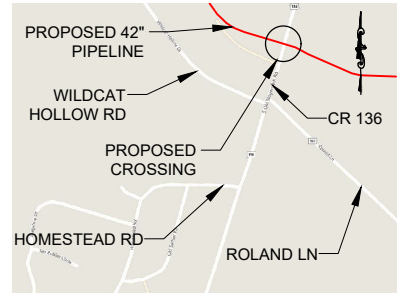 PROPOSED 42"
PIPELINE
WILDCAT
HOLLOW RD
CR 136
PROPOSED
CROSSING
HOMESTEAD RD
ROLAND LN